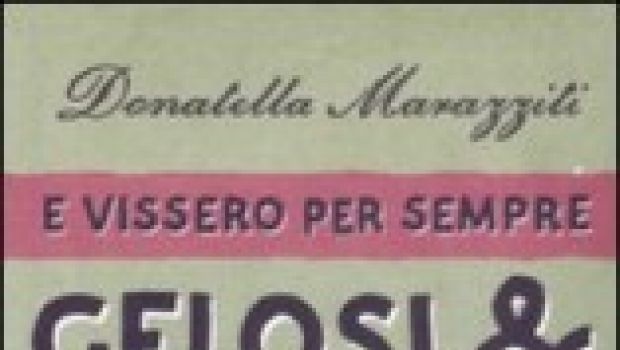 Donatella Marazziti
E VISSERO PER SEMPRE
GELOSI &